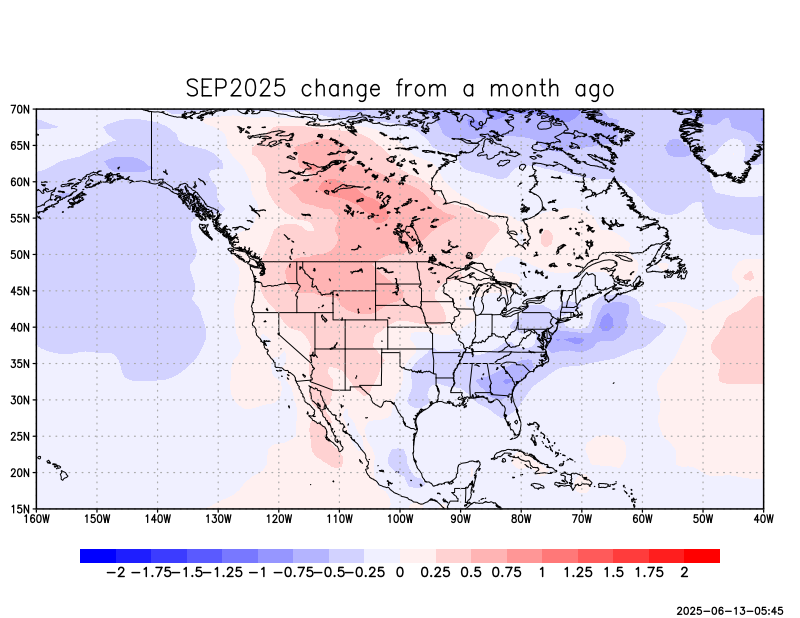 SEP2025 change from a month ago
70N
65N
60N
55N
50N
45N
40N
35N
30N
25N
20N
15N
160W 150W 140W 130W 120W 110W 100W 90W 80W 70W 60W 50W 40W
-2 -1.75 -1.5 -1.25 -1 -0.75 -0.5 -0.25 0 0.25 0.5 0.75 1 1.25 1.5 1.75 2
2025-06-13-05:45